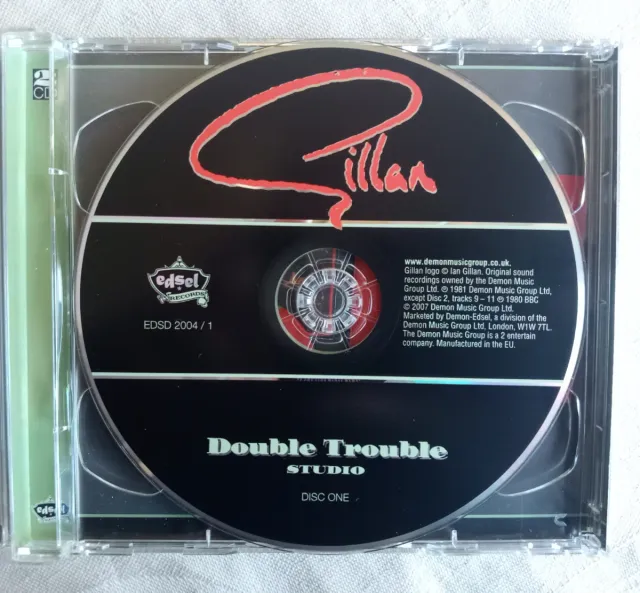 2
CD
Gillan
edsel
RECORDS
EDSD 2004 / 1
www.demonmusicgroup.co.uk.
Gillan logo © Ian Gillan. Original sound
recordings owned by the Demon Music
Group Ltd. ℗ 1981 Demon Music Group Ltd,
except Disc 2, tracks 9 – 11 ℗ 1980 BBC
© 2007 Demon Music Group Ltd.
Marketed by Demon-Edsel, a division of the
Demon Music Group Ltd. London, W1W 7TL.
The Demon Music Group is a 2 entertain
company. Manufactured in the EU.
Double Trouble
STUDIO
DISC ONE
edsel